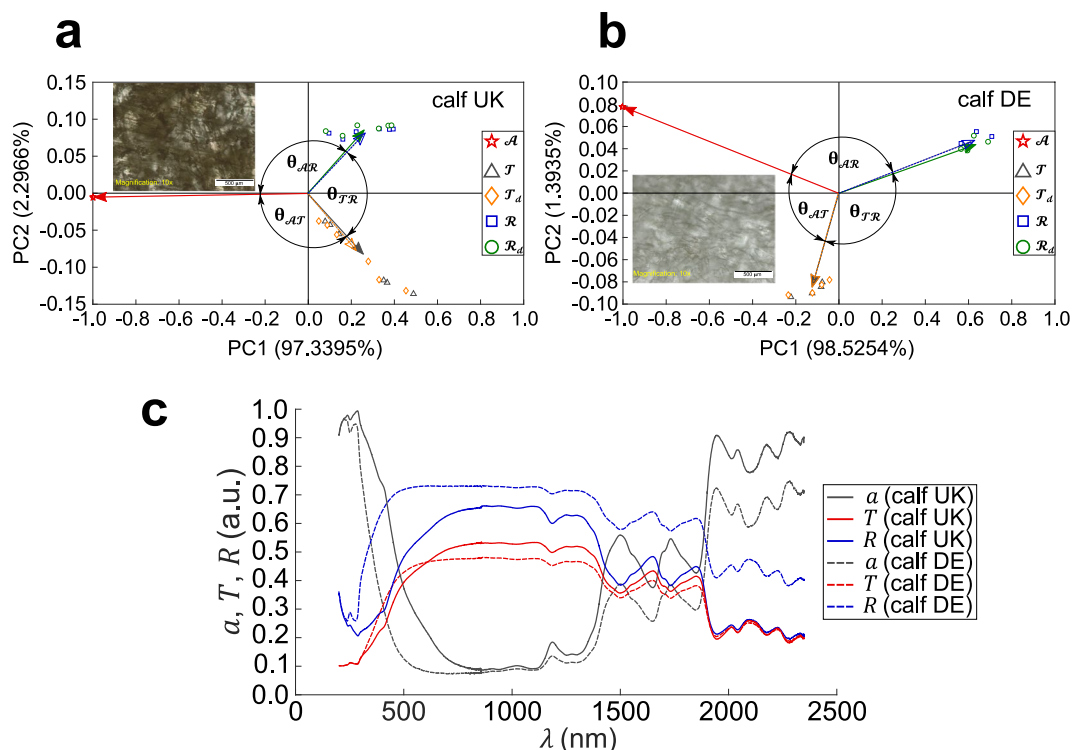 a
calf UK
PC2 (2.2966%)
0.15
0.10
0.05
0.00
-0.05
-0.10
-0.15
-1.0 -0.8 -0.6 -0.4 -0.2 0 0.2 0.4 0.6 0.8 1.0
PC1 (97.3395%)
Magnification: 10x
500 µm
θ𝒜ℛ
θ𝒯ℛ
θ𝒜𝒯
𝒜
𝒯
𝒯d
ℛ
ℛd
b
calf DE
PC2 (1.3935%)
0.10
0.08
0.06
0.04
0.02
0.00
-0.02
-0.04
-0.06
-0.08
-0.10
-1.0 -0.8 -0.6 -0.4 -0.2 0 0.2 0.4 0.6 0.8 1.0
PC1 (98.5254%)
Magnification: 10x
500 µm
θ𝒜ℛ
θ𝒜𝒯
θ𝒯ℛ
𝒜
𝒯
𝒯d
ℛ
ℛd
c
a, T, R (a.u.)
1.0
0.9
0.8
0.7
0.6
0.5
0.4
0.3
0.2
0.1
0.0
0 500 1000 1500 2000 2500
λ (nm)
a (calf UK)
T (calf UK)
R (calf UK)
a (calf DE)
T (calf DE)
R (calf DE)